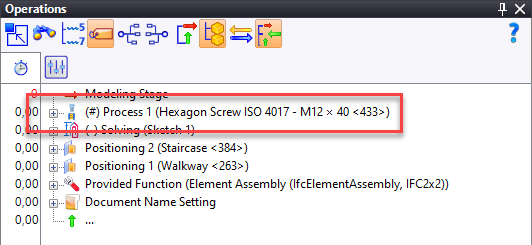 Operations
5
7
0 Modeling Stage
0,00 (#) Process 1 (Hexagon Screw ISO 4017 - M12 × 40 <433>)
0,00 (-) Solving (Sketch 1)
0,00 Positioning 2 (Staircase <384>)
0,00 Positioning 1 (Walkway <263>)
0,00 Provided Function (Element Assembly (IfcElementAssembly, IFC2x2))
0,00 Document Name Setting
0,00 ...